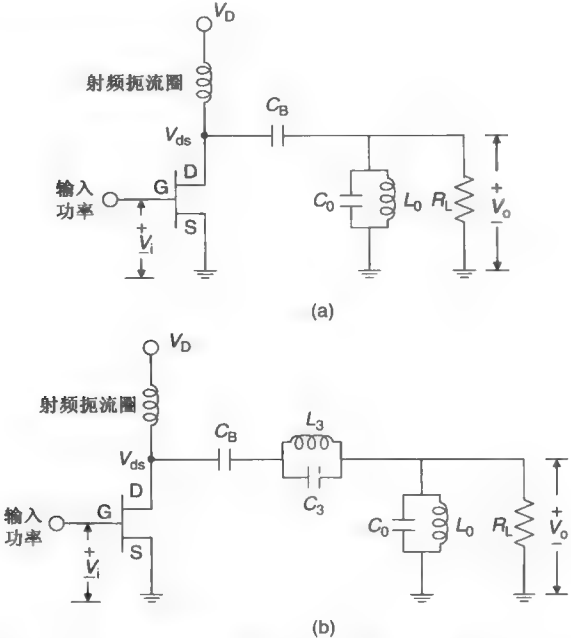 V_D
射频扼流圈
C_B
V_ds
D
输入
功率
G
S
+
V_i
−
C_0
L_0
R_L
+
V_o
−
(a)
V_D
射频扼流圈
L_3
C_B
C_3
V_ds
D
输入
功率
G
S
+
V_i
−
C_0
L_0
R_L
+
V_o
−
(b)